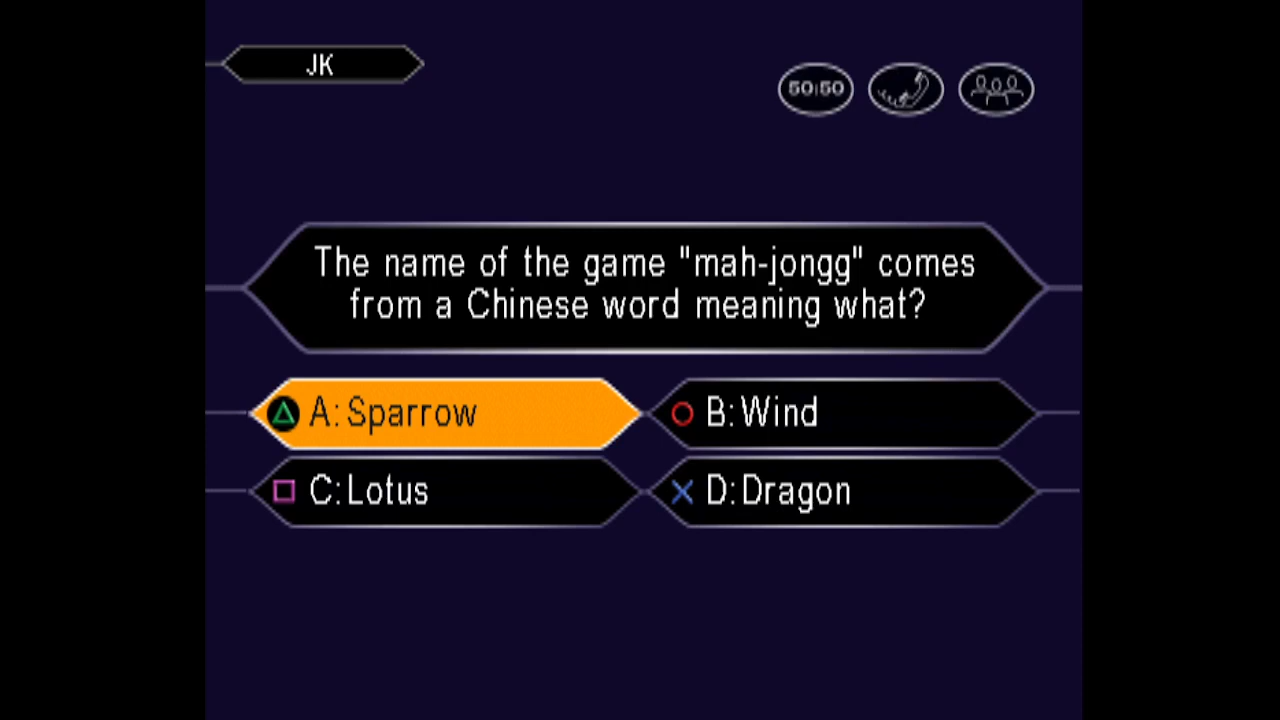 JK
50:50
The name of the game "mah-jongg" comes
from a Chinese word meaning what?
A: Sparrow
B: Wind
C: Lotus
D: Dragon